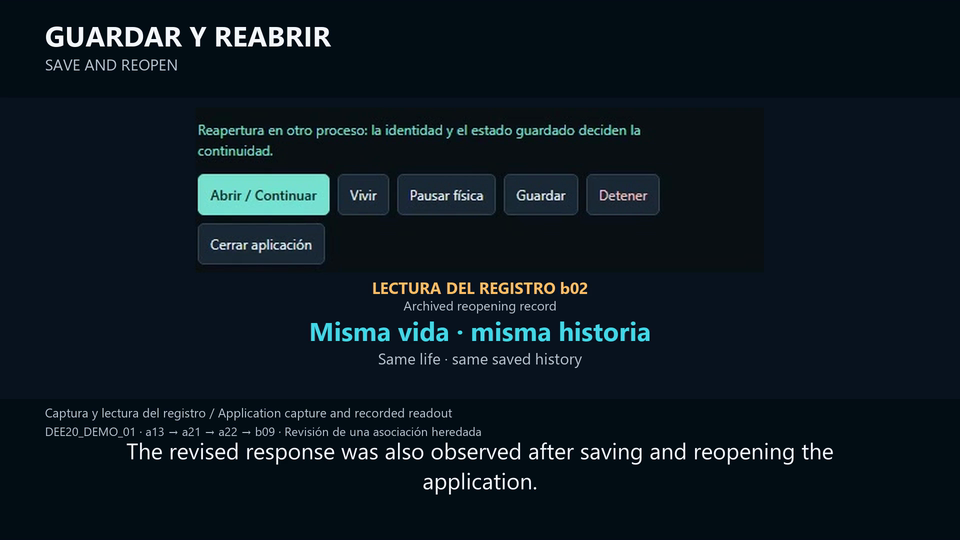 GUARDAR Y REABRIR
SAVE AND REOPEN
Reapertura en otro proceso: la identidad y el estado guardado deciden la
continuidad.
Abrir / Continuar
Vivir
Pausar física
Guardar
Detener
Cerrar aplicación
LECTURA DEL REGISTRO b02
Archived reopening record
Misma vida · misma historia
Same life · same saved history
Captura y lectura del registro / Application capture and recorded readout
DEE20_DEMO_01 · a13 → a21 → a22 → b09 · Revisión de una asociación heredada
The revised response was also observed after saving and reopening the
application.